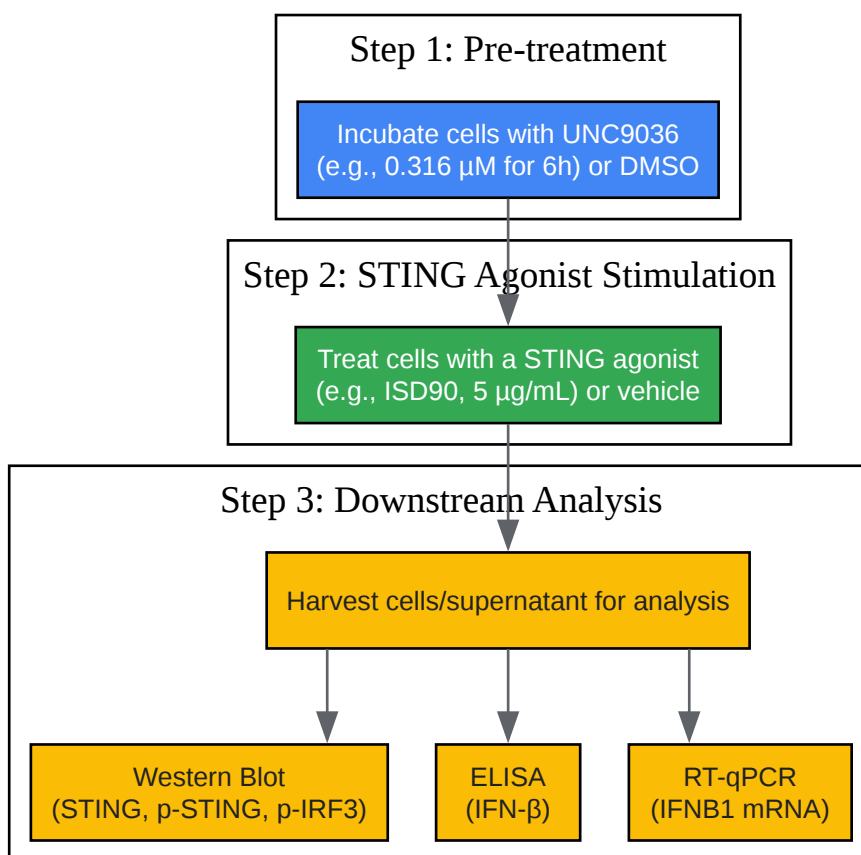 Step 1: Pre-treatment
Incubate cells with UNC9036
(e.g., 0.316 µM for 6h) or DMSO
Step 2: STING Agonist Stimulation
Treat cells with a STING agonist
(e.g., ISD90, 5 µg/mL) or vehicle
Step 3: Downstream Analysis
Harvest cells/supernatant for analysis
Western Blot
(STING, p-STING, p-IRF3)
ELISA
(IFN-β)
RT-qPCR
(IFNB1 mRNA)